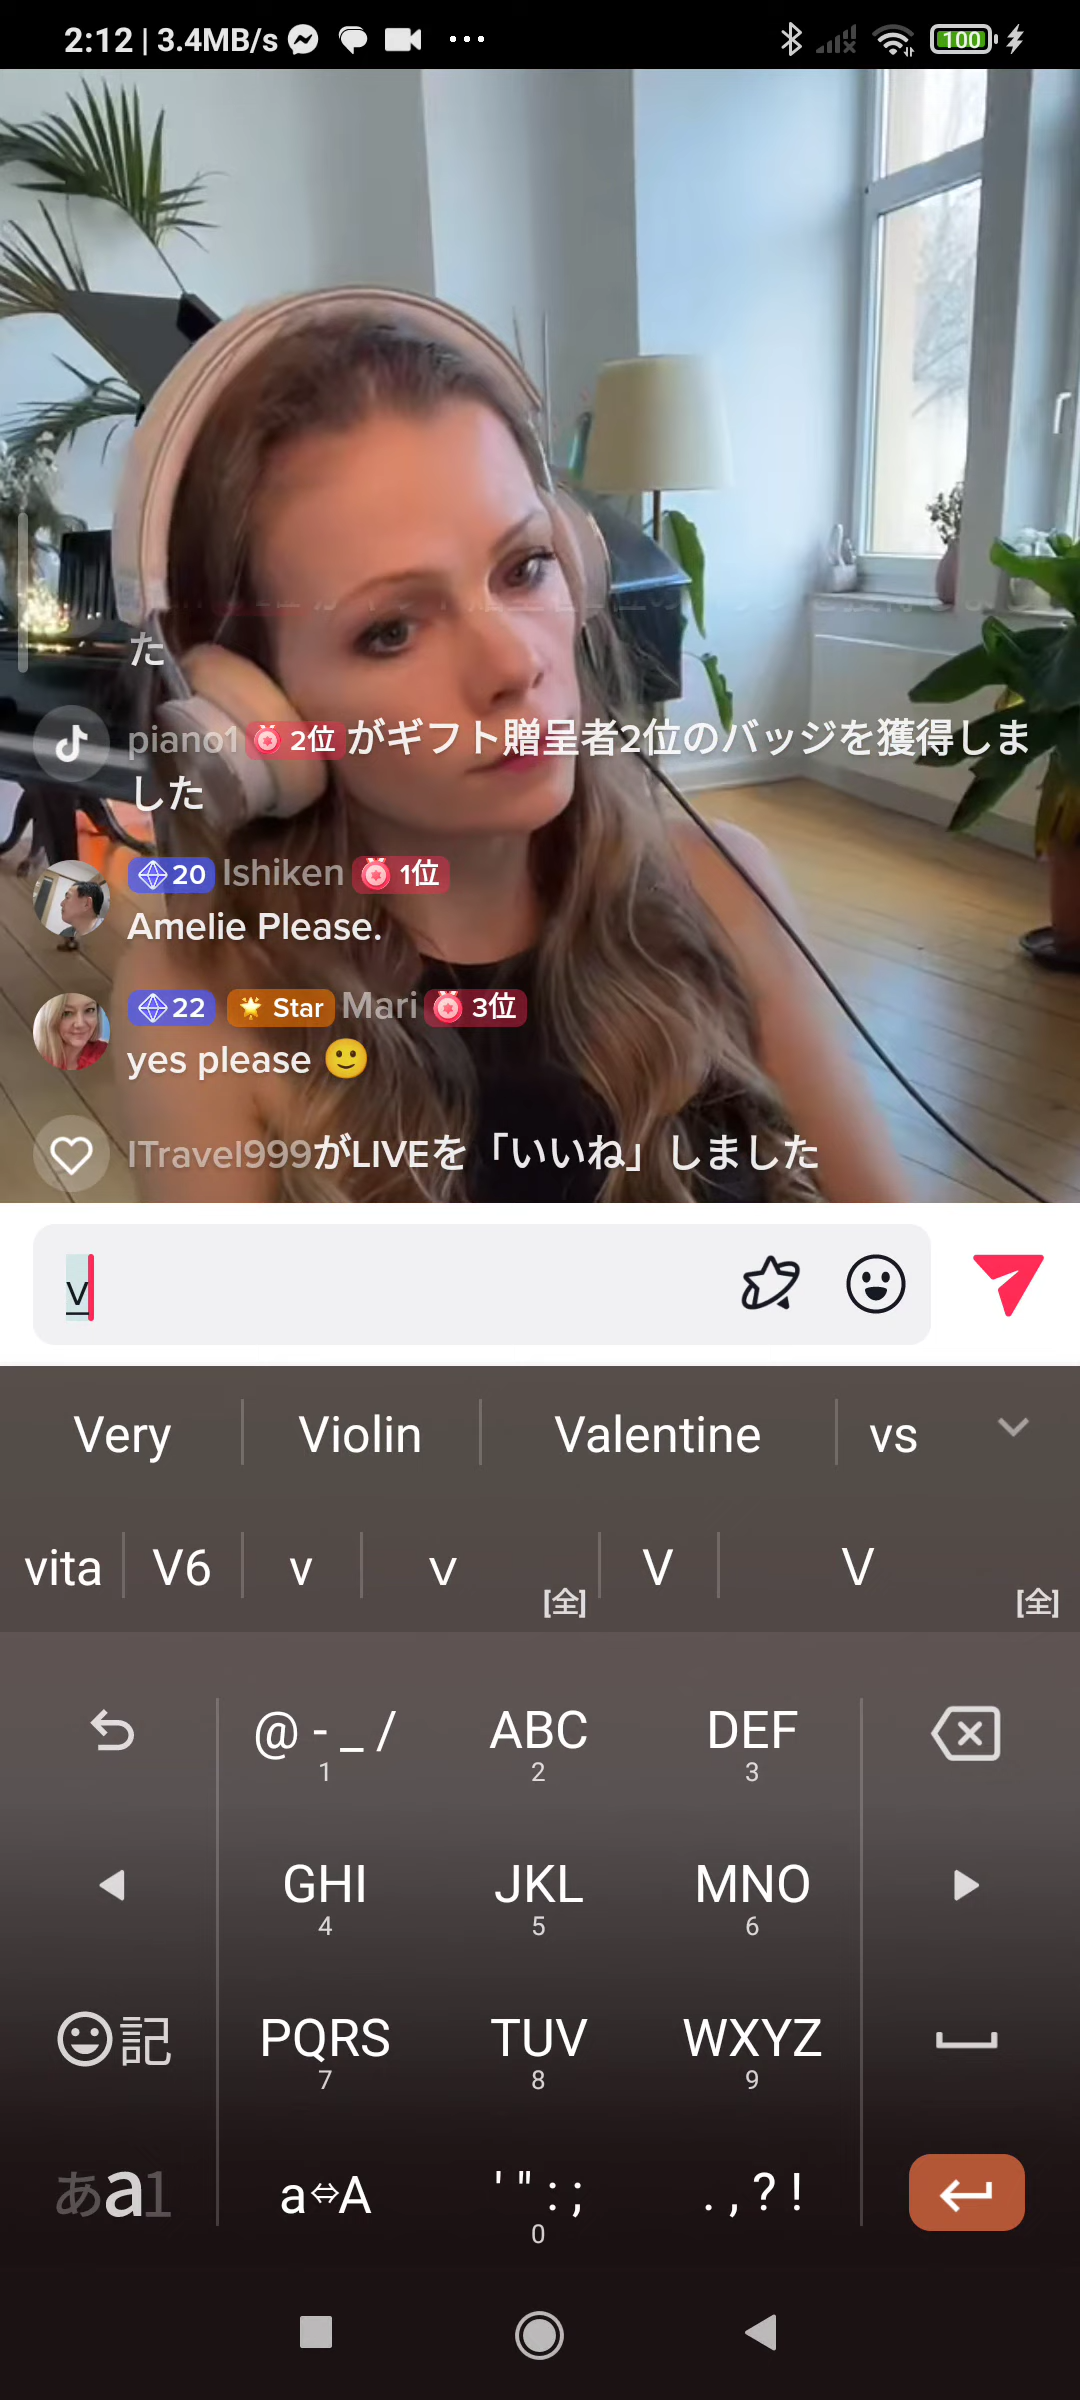 2:12 | 3.4MB/s
100
た
piano1 2位 がギフト贈呈者2位のバッジを獲得しま
した
20 Ishiken 1位
Amelie Please.
22 Star Mari 3位
yes please 🙂
ITravel999がLIVEを「いいね」しました
v
Very Violin Valentine vs
vita V6 v ｖ [全] V Ｖ [全]
@ - _ / ABC DEF
1 2 3
GHI JKL MNO
4 5 6
記 PQRS TUV WXYZ
7 8 9
あa1 a⇔A ' " : ; . , ? !
0